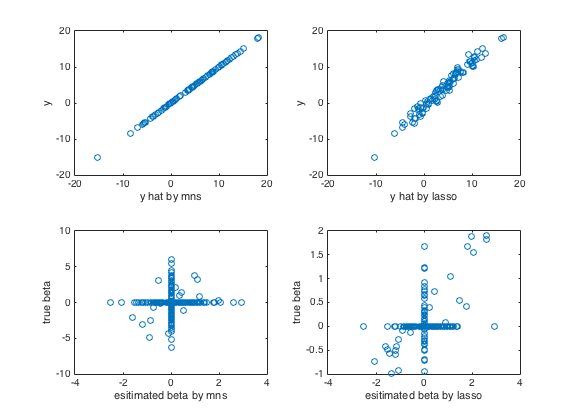 20
10
0
-10
-20
y
-20 -10 0 10 20
y hat by mns
20
10
0
-10
-20
y
-20 -10 0 10 20
y hat by lasso
10
5
0
-5
-10
true beta
-4 -2 0 2 4
esitimated beta by mns
2
1.5
1
0.5
0
-0.5
-1
true beta
-4 -2 0 2 4
esitimated beta by lasso